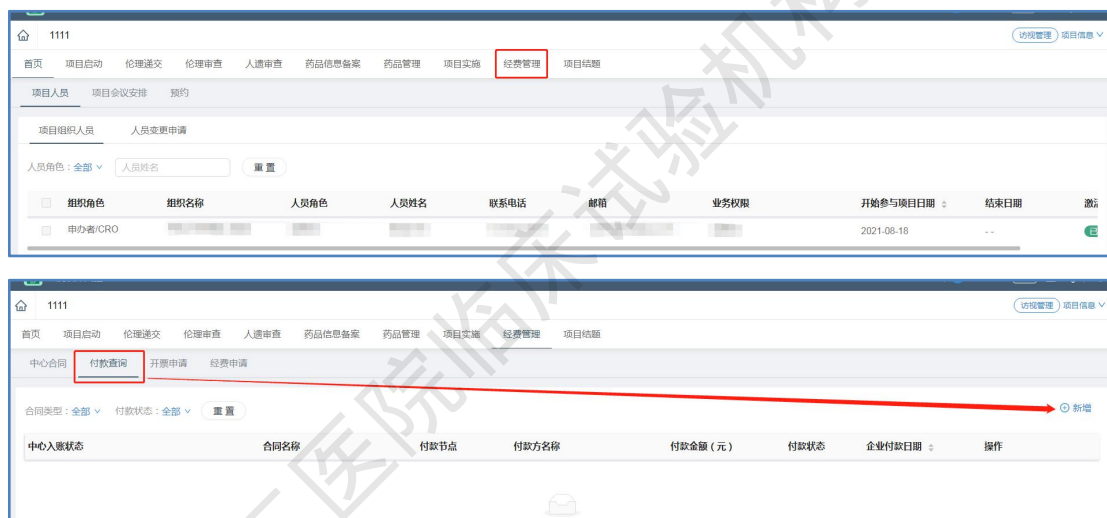 1111 访视管理 项目信息
首页 项目启动 伦理递交 伦理审查 人遗审查 药品信息备案 药品管理 项目实施 经费管理 项目结题
项目人员 项目会议安排 预约
项目组织人员 人员变更申请
人员角色：全部 人员姓名 重置
组织角色 组织名称 人员角色 人员姓名 联系电话 邮箱 业务权限 开始参与项目日期 结束日期
申办者/CRO 2021-08-18 --
1111 访视管理 项目信息
首页 项目启动 伦理递交 伦理审查 人遗审查 药品信息备案 药品管理 项目实施 经费管理 项目结题
中心合同 付款查询 开票申请 经费申请
合同类型：全部 付款状态：全部 重置 新增
中心入账状态 合同名称 付款节点 付款方名称 付款金额（元） 付款状态 企业付款日期 操作
医院临床试验机构